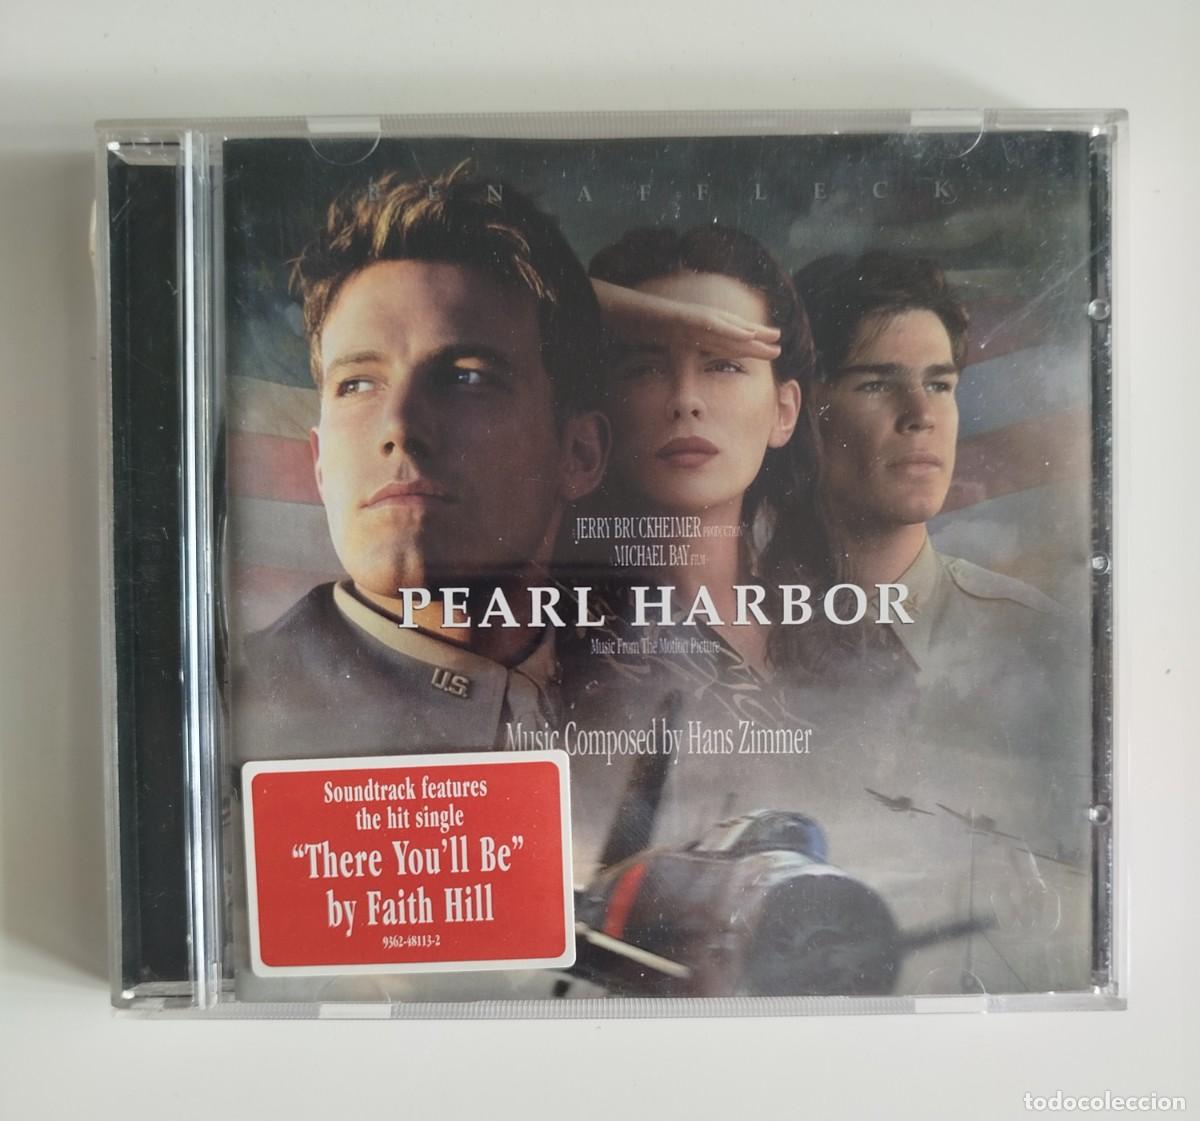 BEN AFFLECK
A JERRY BRUCKHEIMER PRODUCTION
A MICHAEL BAY FILM
PEARL HARBOR
Music From The Motion Picture
U.S.
Music Composed by Hans Zimmer
Soundtrack features
the hit single
“There You'll Be”
by Faith Hill
9362-48113-2
todocoleccion